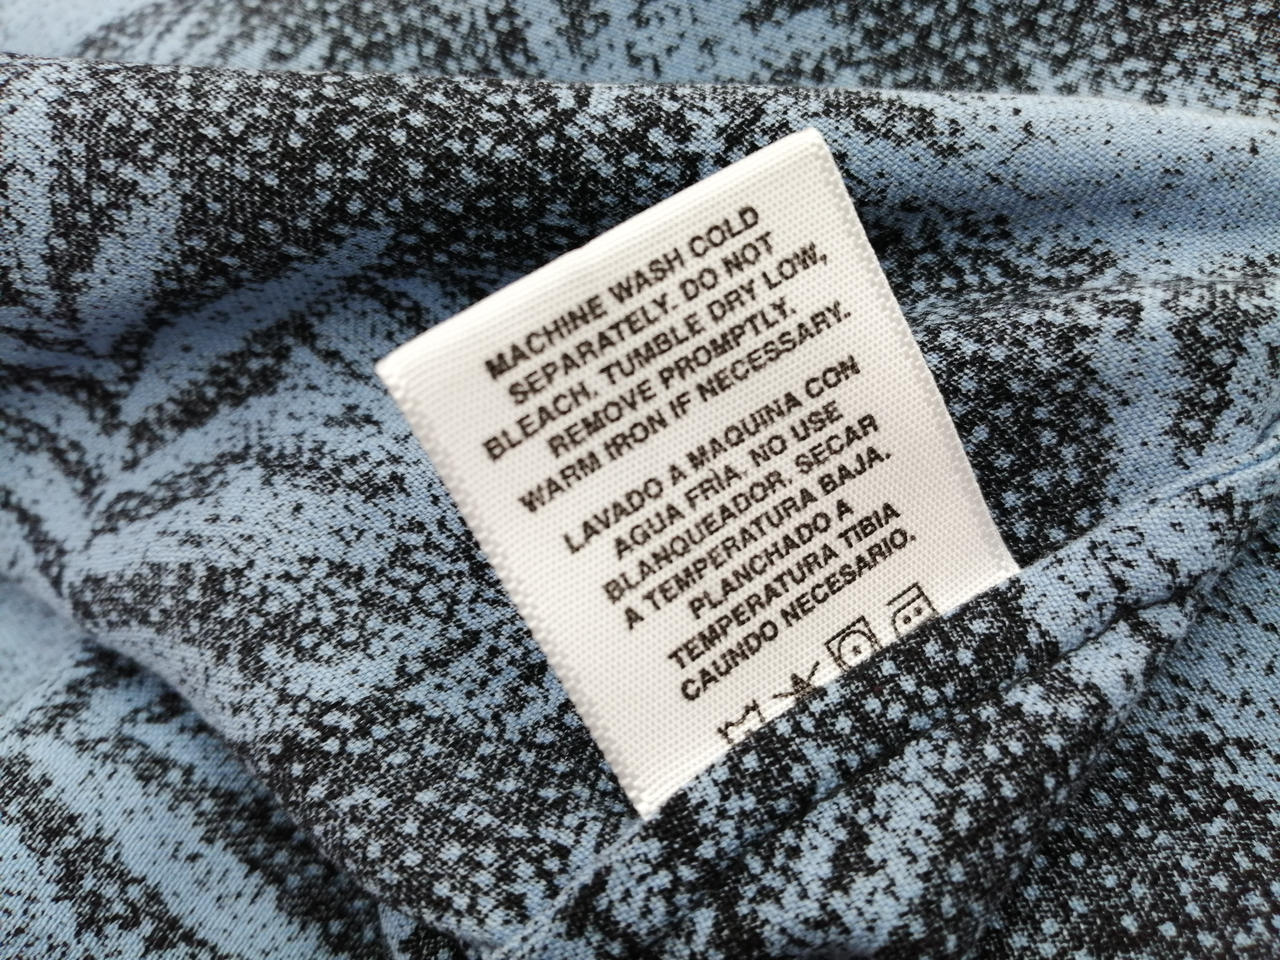 MACHINE WASH COLD
SEPARATELY. DO NOT
BLEACH. TUMBLE DRY LOW,
REMOVE PROMPTLY.
WARM IRON IF NECESSARY.
LAVADO A MAQUINA CON
AGUA FRÍA. NO USE
BLANQUEADOR. SECAR
A TEMPERATURA BAJA.
PLANCHADO A
TEMPERATURA TIBIA
CAUNDO NECESARIO.